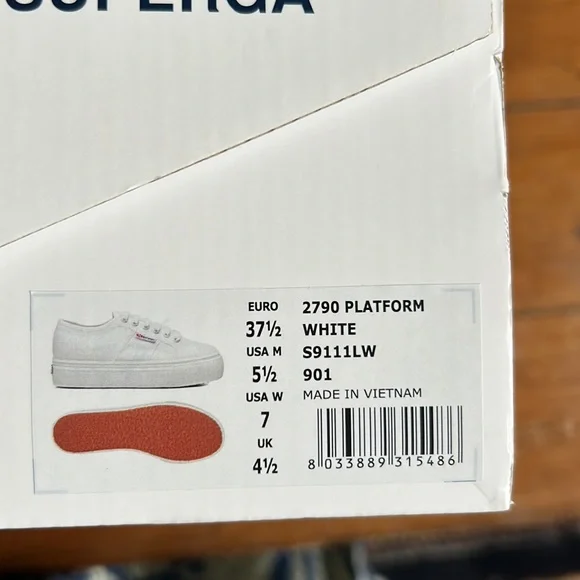 SUPERGA
EURO
37½
USA M
5½
USA W
7
UK
4½
2790 PLATFORM
WHITE
S9111LW
901
MADE IN VIETNAM
8 033889 315486